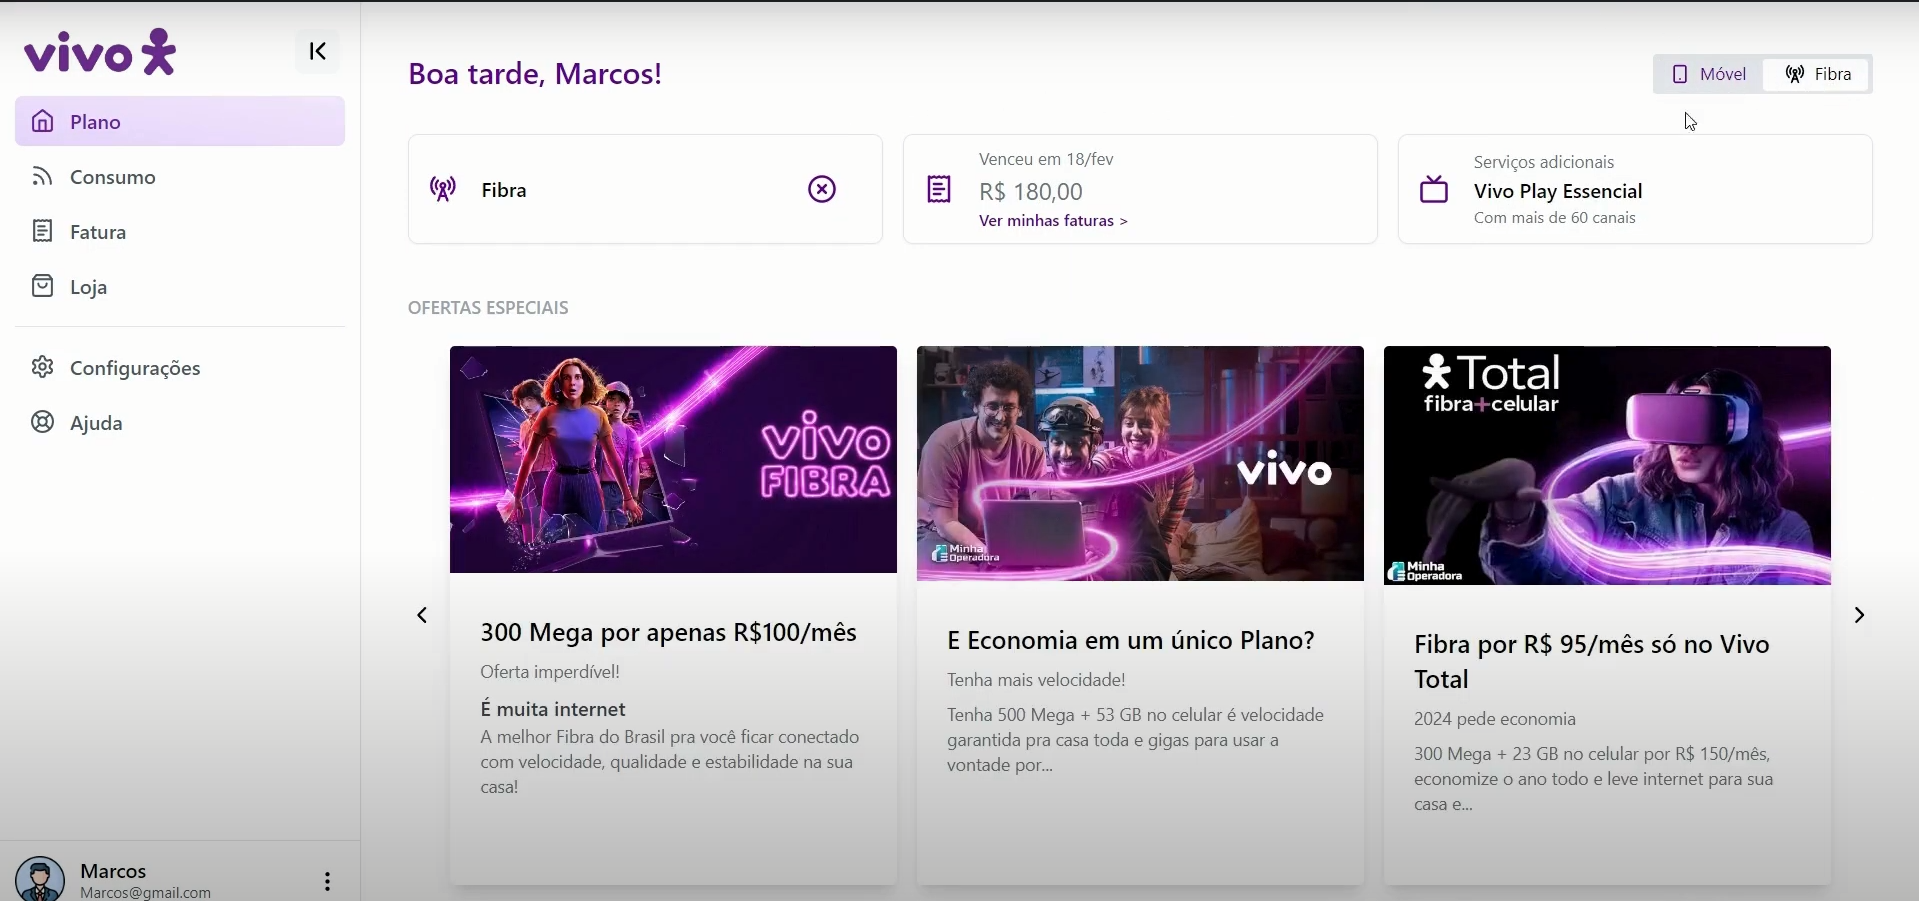 vivo
Plano
Consumo
Fatura
Loja
Configurações
Ajuda
Marcos
Marcos@gmail.com
Boa tarde, Marcos!
Móvel
Fibra
Fibra
Venceu em 18/fev
R$ 180,00
Ver minhas faturas >
Serviços adicionais
Vivo Play Essencial
Com mais de 60 canais
OFERTAS ESPECIAIS
vivo
FIBRA
300 Mega por apenas R$100/mês
Oferta imperdível!
É muita internet
A melhor Fibra do Brasil pra você ficar conectado
com velocidade, qualidade e estabilidade na sua
casa!
vivo
Minha
Operadora
E Economia em um único Plano?
Tenha mais velocidade!
Tenha 500 Mega + 53 GB no celular é velocidade
garantida pra casa toda e gigas para usar a
vontade por...
Total
fibra+celular
Minha
Operadora
Fibra por R$ 95/mês só no Vivo
Total
2024 pede economia
300 Mega + 23 GB no celular por R$ 150/mês,
economize o ano todo e leve internet para sua
casa e...